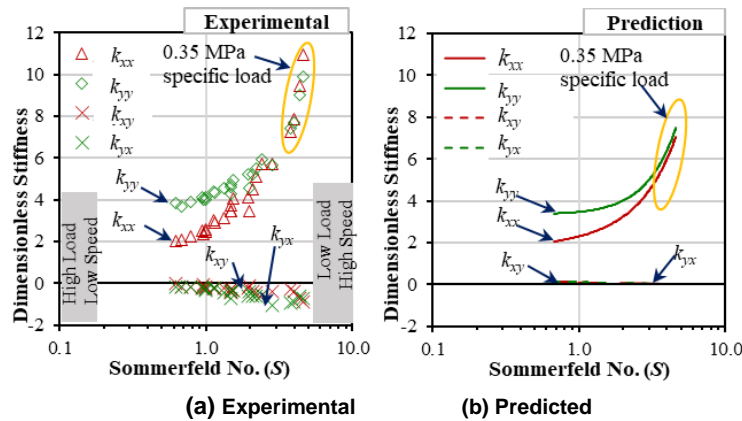 Experimental
Dimensionless Stiffness
12
10
8
6
4
2
0
-2
0.1
1.0
10.0
Sommerfeld No. (S)
kxx
kyy
kxy
kyx
0.35 MPa
specific load
kyy
kxx
kxy
kyx
High Load
Low Speed
Low Load
High Speed
(a) Experimental
Prediction
Dimensionless Stiffness
12
10
8
6
4
2
0
-2
0.1
1.0
10.0
Sommerfeld No. (S)
kxx
kyy
kxy
kyx
0.35 MPa
specific load
kyy
kxx
kxy
kyx
(b) Predicted